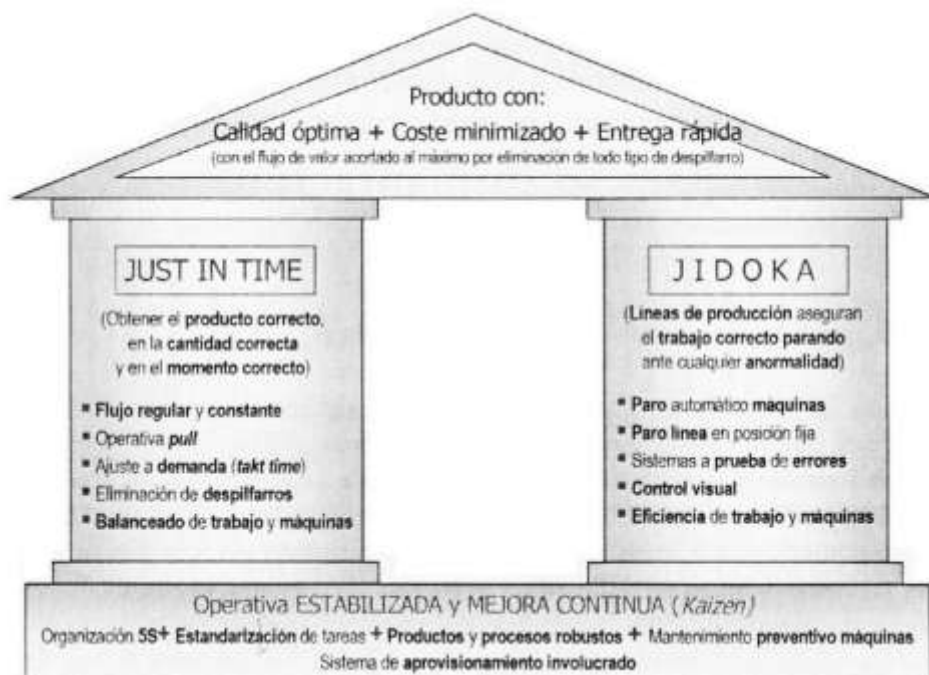 Producto con:
Calidad óptima + Coste minimizado + Entrega rápida
(con el flujo de valor acortado al máximo por eliminación de todo tipo de despilfarro)
JUST IN TIME
(Obtener el producto correcto,
en la cantidad correcta
y en el momento correcto)
▪ Flujo regular y constante
▪ Operativa pull
▪ Ajuste a demanda (takt time)
▪ Eliminación de despilfarros
▪ Balanceado de trabajo y máquinas
JIDOKA
(Líneas de producción aseguran
el trabajo correcto parando
ante cualquier anormalidad)
▪ Paro automático máquinas
▪ Paro línea en posición fija
▪ Sistemas a prueba de errores
▪ Control visual
▪ Eficiencia de trabajo y máquinas
Operativa ESTABILIZADA y MEJORA CONTINUA (Kaizen)
Organización 5S+ Estandarización de tareas + Productos y procesos robustos + Mantenimiento preventivo máquinas
Sistema de aprovisionamiento involucrado